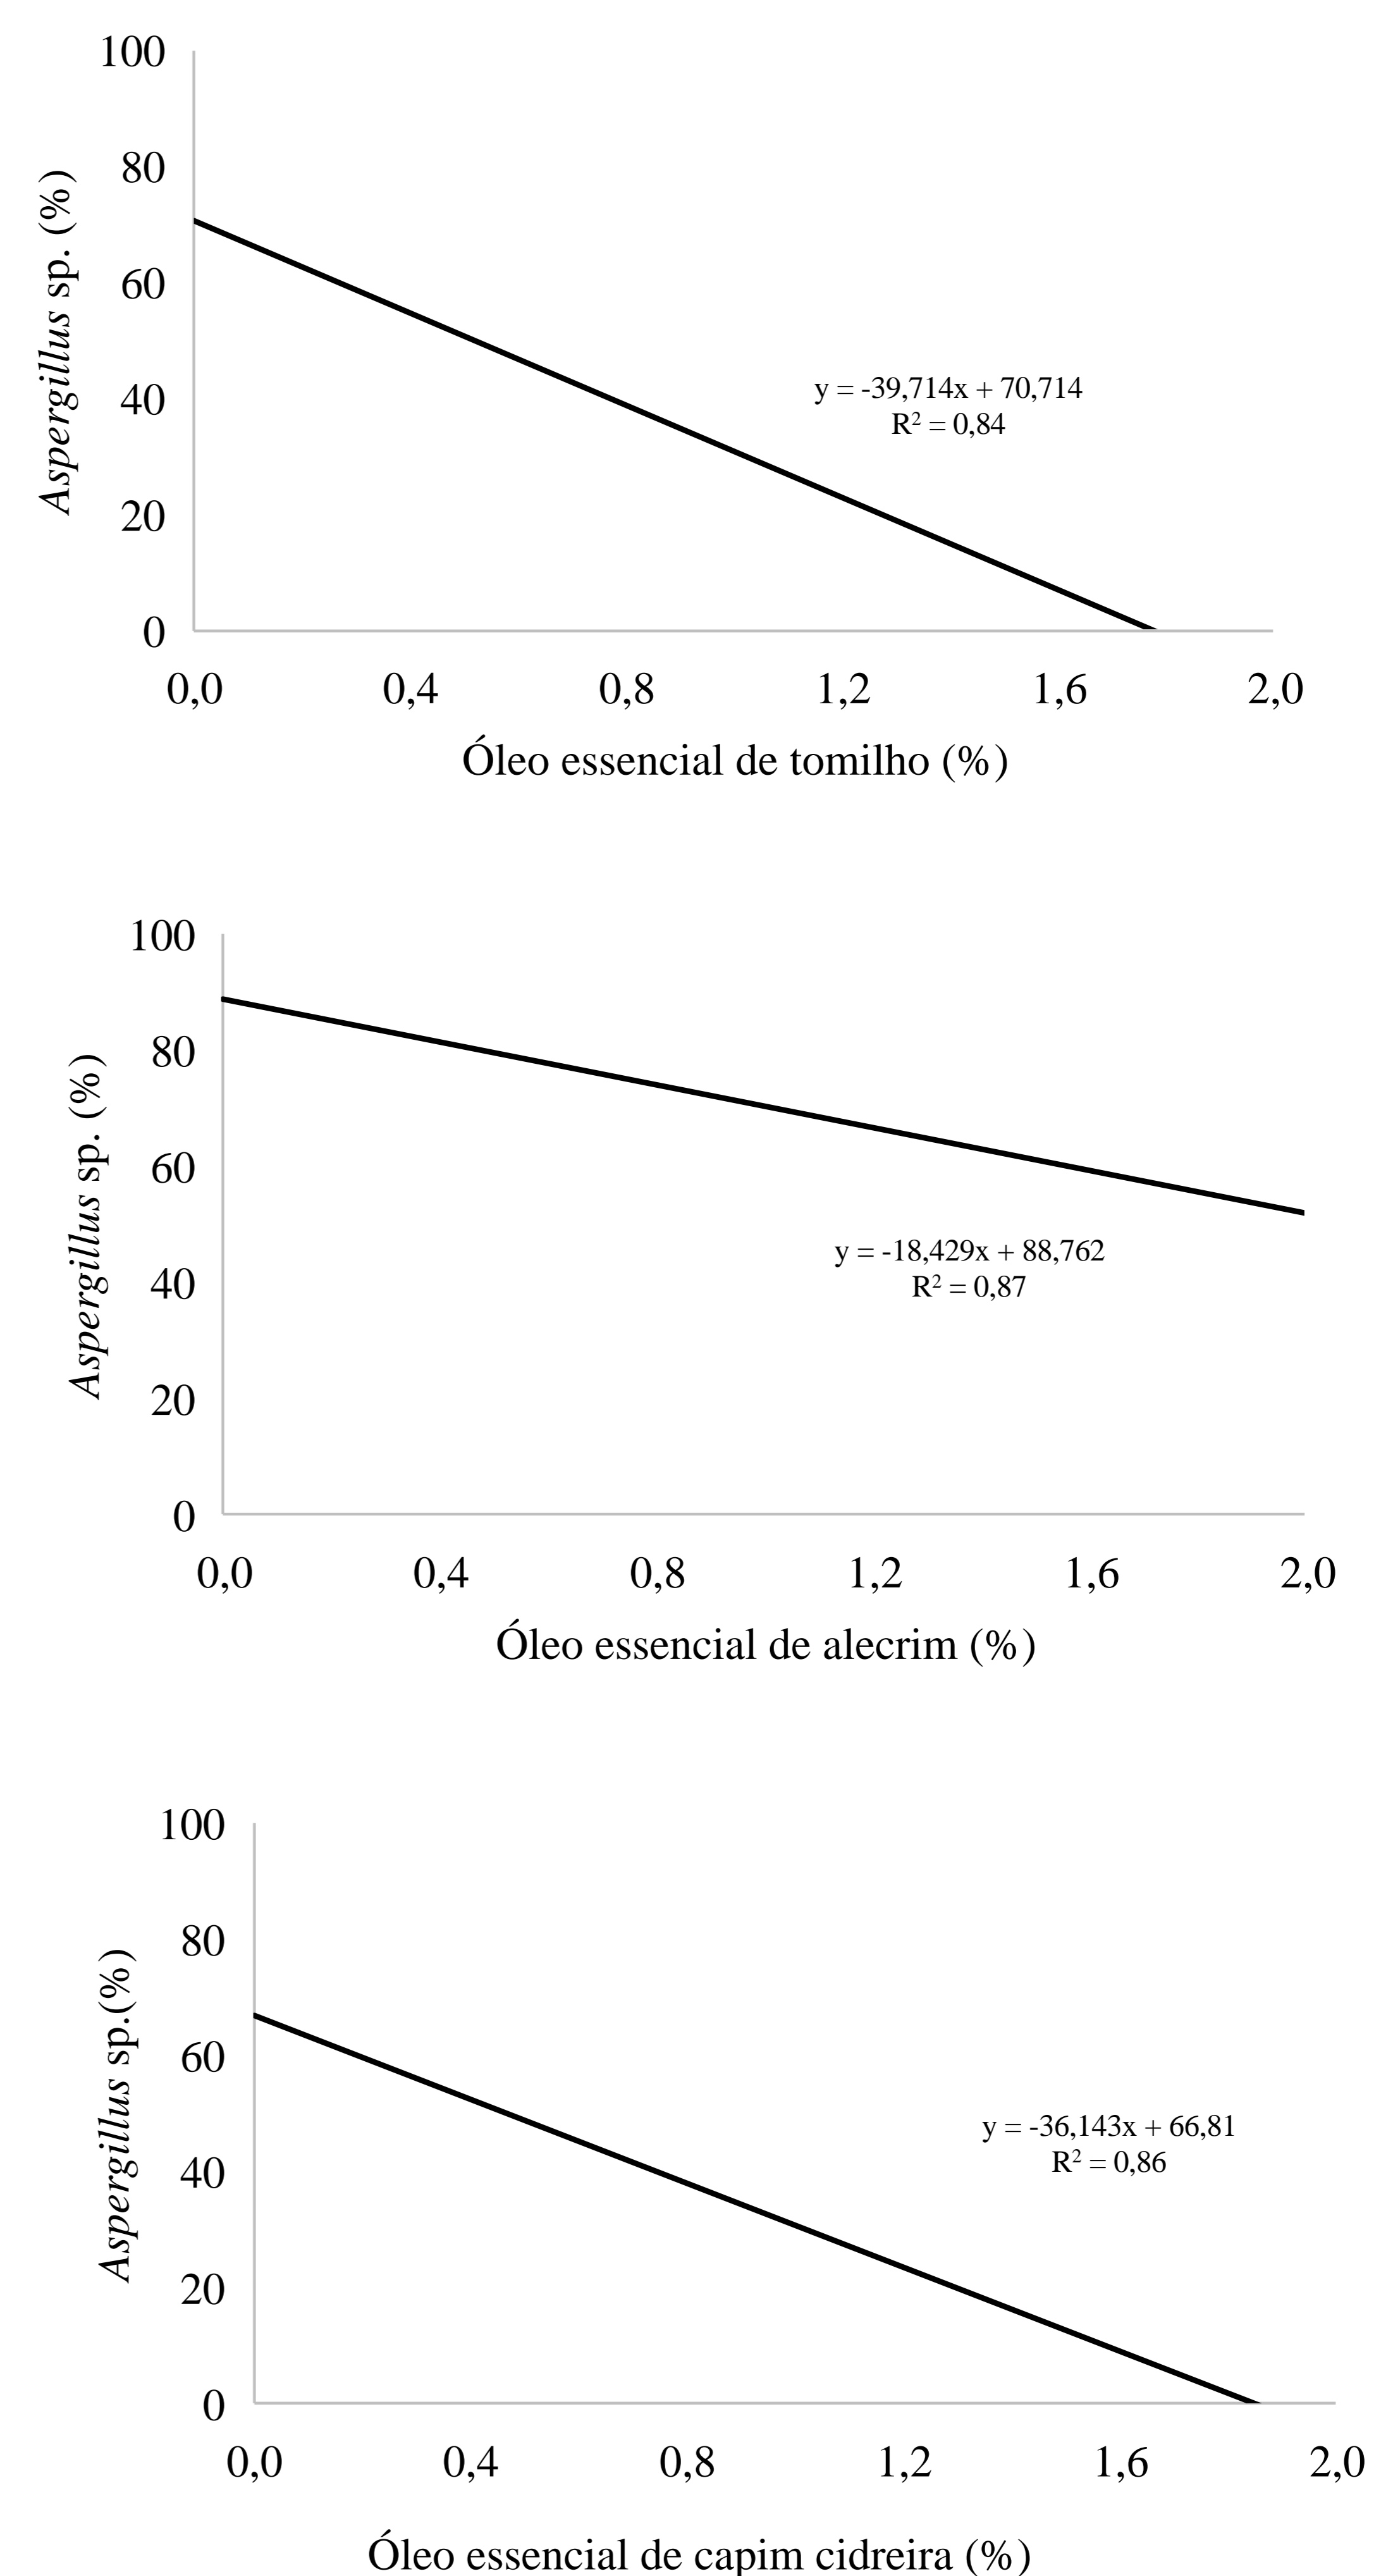 100
80
60
40
20
0
Aspergillus sp. (%)
y = -39,714x + 70,714
R² = 0,84
0,0 0,4 0,8 1,2 1,6 2,0
Óleo essencial de tomilho (%)
100
80
60
40
20
0
Aspergillus sp. (%)
y = -18,429x + 88,762
R² = 0,87
0,0 0,4 0,8 1,2 1,6 2,0
Óleo essencial de alecrim (%)
100
80
60
40
20
0
Aspergillus sp.(%)
y = -36,143x + 66,81
R² = 0,86
0,0 0,4 0,8 1,2 1,6 2,0
Óleo essencial de capim cidreira (%)